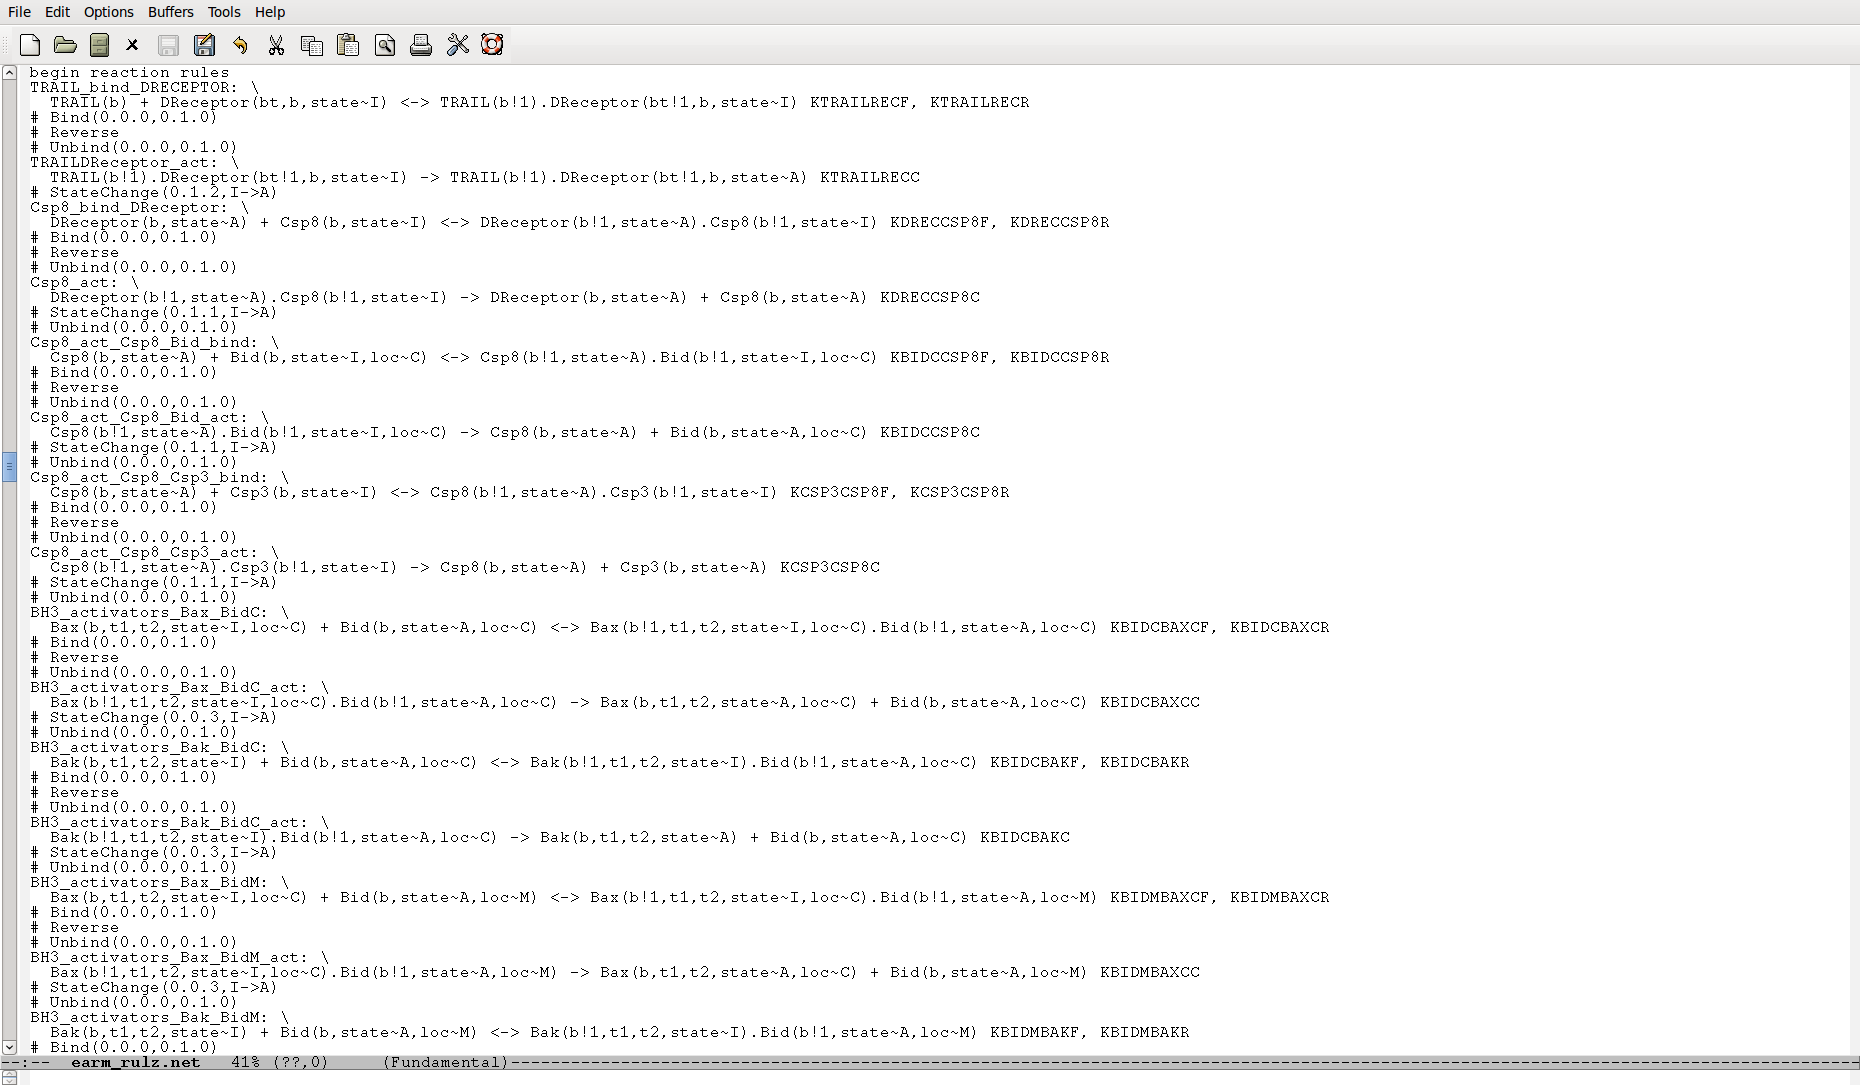 File Edit Options Buffers Tools Help
begin reaction rules
TRAIL_bind_DRECEPTOR: \
  TRAIL(b) + DReceptor(bt,b,state~I) <-> TRAIL(b!1).DReceptor(bt!1,b,state~I) KTRAILRECF, KTRAILRECR
# Bind(0.0.0,0.1.0)
# Reverse
# Unbind(0.0.0,0.1.0)
TRAILDReceptor_act: \
  TRAIL(b!1).DReceptor(bt!1,b,state~I) -> TRAIL(b!1).DReceptor(bt!1,b,state~A) KTRAILRECC
# StateChange(0.1.2,I->A)
Csp8_bind_DReceptor: \
  DReceptor(b,state~A) + Csp8(b,state~I) <-> DReceptor(b!1,state~A).Csp8(b!1,state~I) KDRECCSP8F, KDRECCSP8R
# Bind(0.0.0,0.1.0)
# Reverse
# Unbind(0.0.0,0.1.0)
Csp8_act: \
  DReceptor(b!1,state~A).Csp8(b!1,state~I) -> DReceptor(b,state~A) + Csp8(b,state~A) KDRECCSP8C
# StateChange(0.1.1,I->A)
# Unbind(0.0.0,0.1.0)
Csp8_act_Csp8_Bid_bind: \
  Csp8(b,state~A) + Bid(b,state~I,loc~C) <-> Csp8(b!1,state~A).Bid(b!1,state~I,loc~C) KBIDCCSP8F, KBIDCCSP8R
# Bind(0.0.0,0.1.0)
# Reverse
# Unbind(0.0.0,0.1.0)
Csp8_act_Csp8_Bid_act: \
  Csp8(b!1,state~A).Bid(b!1,state~I,loc~C) -> Csp8(b,state~A) + Bid(b,state~A,loc~C) KBIDCCSP8C
# StateChange(0.1.1,I->A)
# Unbind(0.0.0,0.1.0)
Csp8_act_Csp8_Csp3_bind: \
  Csp8(b,state~A) + Csp3(b,state~I) <-> Csp8(b!1,state~A).Csp3(b!1,state~I) KCSP3CSP8F, KCSP3CSP8R
# Bind(0.0.0,0.1.0)
# Reverse
# Unbind(0.0.0,0.1.0)
Csp8_act_Csp8_Csp3_act: \
  Csp8(b!1,state~A).Csp3(b!1,state~I) -> Csp8(b,state~A) + Csp3(b,state~A) KCSP3CSP8C
# StateChange(0.1.1,I->A)
# Unbind(0.0.0,0.1.0)
BH3_activators_Bax_BidC: \
  Bax(b,t1,t2,state~I,loc~C) + Bid(b,state~A,loc~C) <-> Bax(b!1,t1,t2,state~I,loc~C).Bid(b!1,state~A,loc~C) KBIDCBAXCF, KBIDCBAXCR
# Bind(0.0.0,0.1.0)
# Reverse
# Unbind(0.0.0,0.1.0)
BH3_activators_Bax_BidC_act: \
  Bax(b!1,t1,t2,state~I,loc~C).Bid(b!1,state~A,loc~C) -> Bax(b,t1,t2,state~A,loc~C) + Bid(b,state~A,loc~C) KBIDCBAXCC
# StateChange(0.0.3,I->A)
# Unbind(0.0.0,0.1.0)
BH3_activators_Bak_BidC: \
  Bak(b,t1,t2,state~I) + Bid(b,state~A,loc~C) <-> Bak(b!1,t1,t2,state~I).Bid(b!1,state~A,loc~C) KBIDCBAKF, KBIDCBAKR
# Bind(0.0.0,0.1.0)
# Reverse
# Unbind(0.0.0,0.1.0)
BH3_activators_Bak_BidC_act: \
  Bak(b!1,t1,t2,state~I).Bid(b!1,state~A,loc~C) -> Bak(b,t1,t2,state~A) + Bid(b,state~A,loc~C) KBIDCBAKC
# StateChange(0.0.3,I->A)
# Unbind(0.0.0,0.1.0)
BH3_activators_Bax_BidM: \
  Bax(b,t1,t2,state~I,loc~C) + Bid(b,state~A,loc~M) <-> Bax(b!1,t1,t2,state~I,loc~C).Bid(b!1,state~A,loc~M) KBIDMBAXCF, KBIDMBAXCR
# Bind(0.0.0,0.1.0)
# Reverse
# Unbind(0.0.0,0.1.0)
BH3_activators_Bax_BidM_act: \
  Bax(b!1,t1,t2,state~I,loc~C).Bid(b!1,state~A,loc~M) -> Bax(b,t1,t2,state~A,loc~C) + Bid(b,state~A,loc~M) KBIDMBAXCC
# StateChange(0.0.3,I->A)
# Unbind(0.0.0,0.1.0)
BH3_activators_Bak_BidM: \
  Bak(b,t1,t2,state~I) + Bid(b,state~A,loc~M) <-> Bak(b!1,t1,t2,state~I).Bid(b!1,state~A,loc~M) KBIDMBAKF, KBIDMBAKR
# Bind(0.0.0,0.1.0)
--:-- earm_rulz.net 41% (??,0) (Fundamental)--------------------